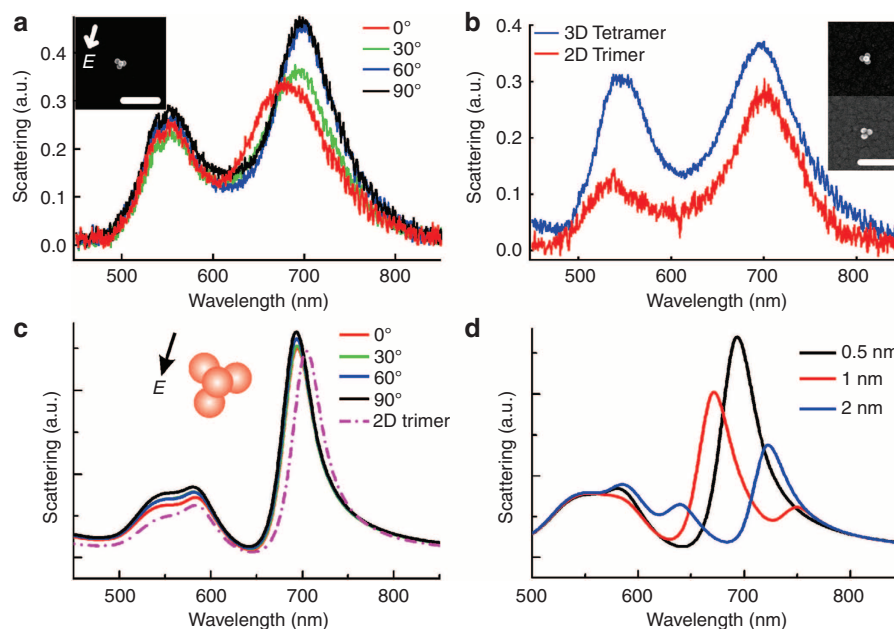 a
E
0°
30°
60°
90°
Scattering (a.u.)
0.4
0.3
0.2
0.1
0.0
500 600 700 800
Wavelength (nm)
b
3D Tetramer
2D Trimer
Scattering (a.u.)
0.4
0.3
0.2
0.1
0.0
500 600 700 800
Wavelength (nm)
c
E
0°
30°
60°
90°
2D trimer
Scattering (a.u.)
500 600 700 800
Wavelength (nm)
d
0.5 nm
1 nm
2 nm
Scattering (a.u.)
500 600 700 800
Wavelength (nm)